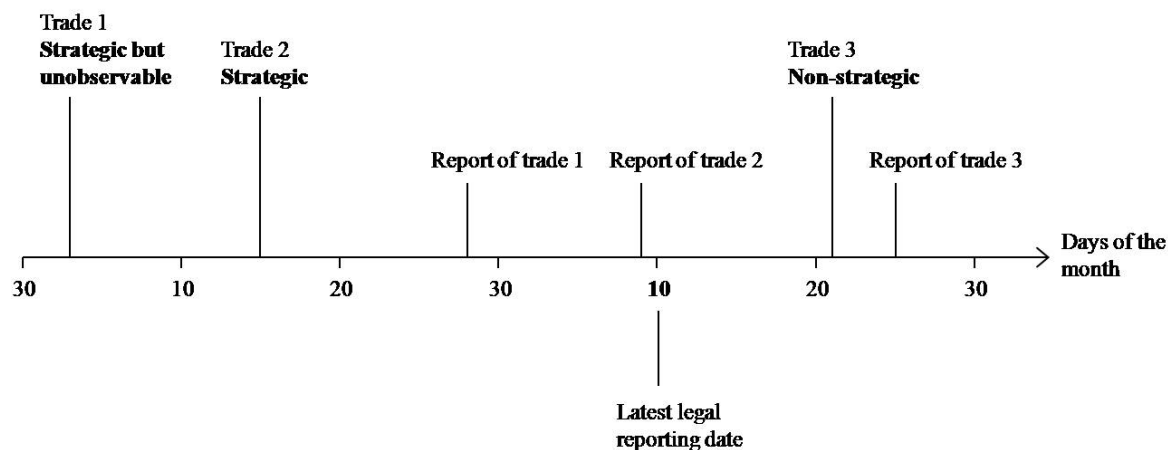 Trade 1
Strategic but
unobservable
Trade 2
Strategic
Trade 3
Non-strategic
Report of trade 1
Report of trade 2
Report of trade 3
Days of the
month
30
10
20
30
10
20
30
Latest legal
reporting date